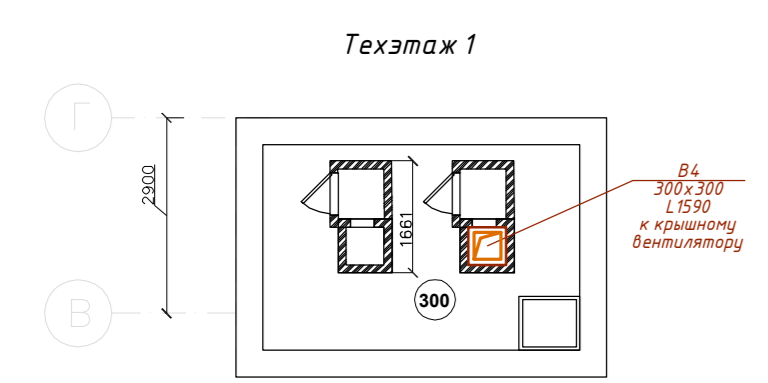 Техэтаж 1
Г
2900
1661
В4
300х300
L1590
к крышному
вентилятору
300
В